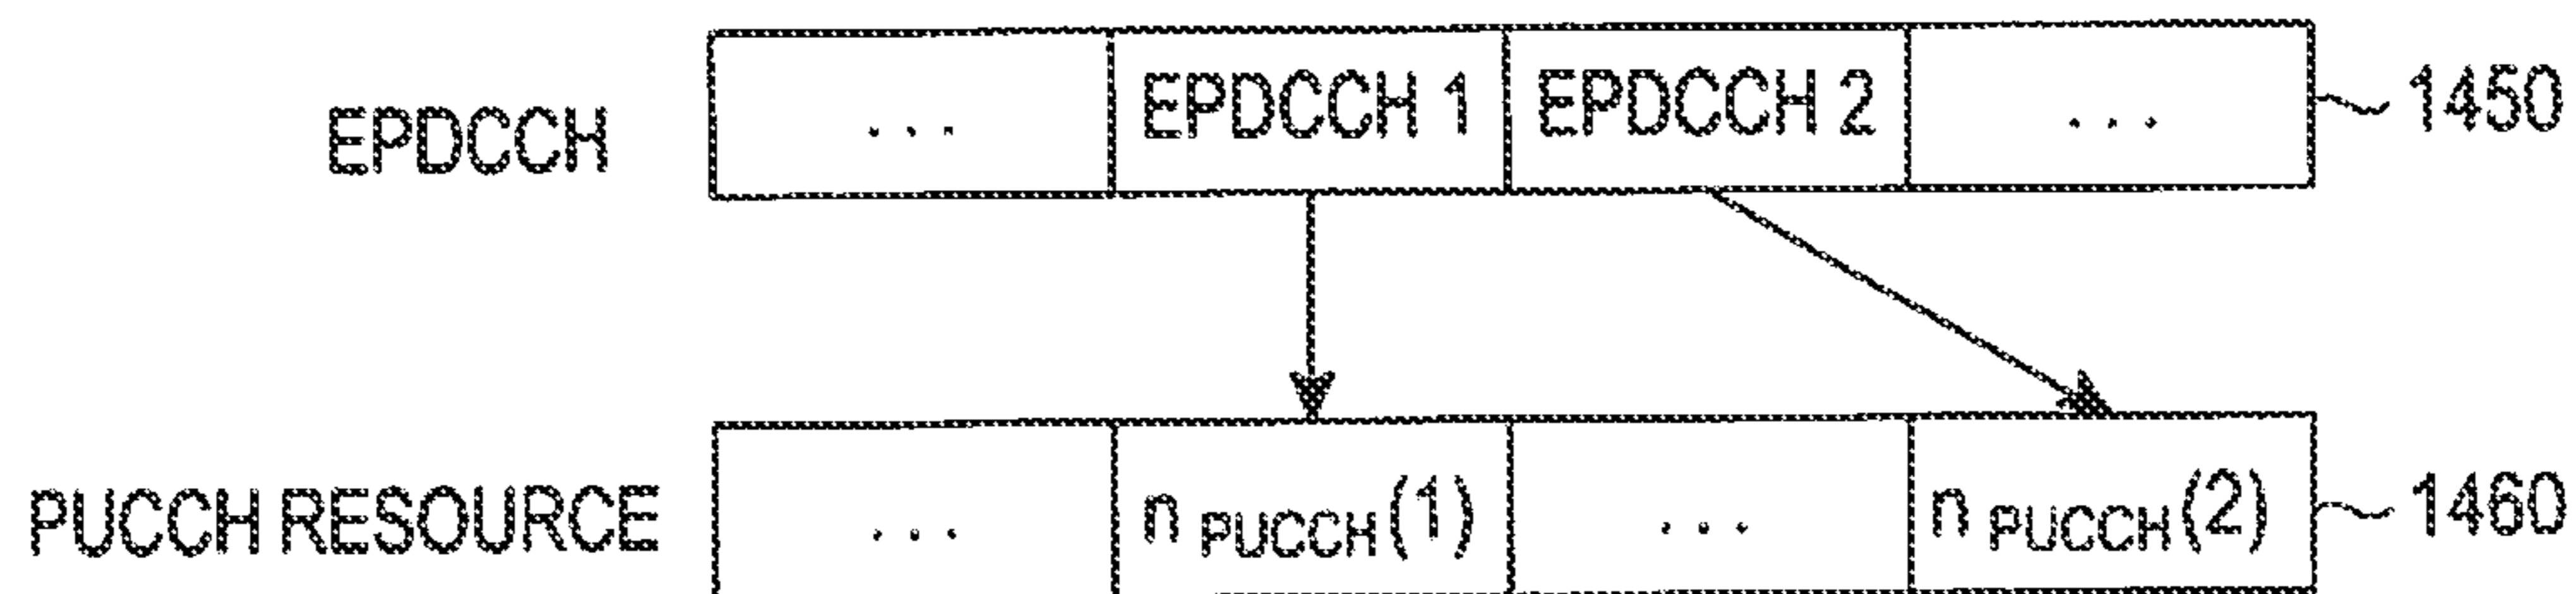 EPDCCH ... EPDCCH 1 EPDCCH 2 ... 1450
PUCCH RESOURCE ... n PUCCH (1) ... n PUCCH (2) 1460